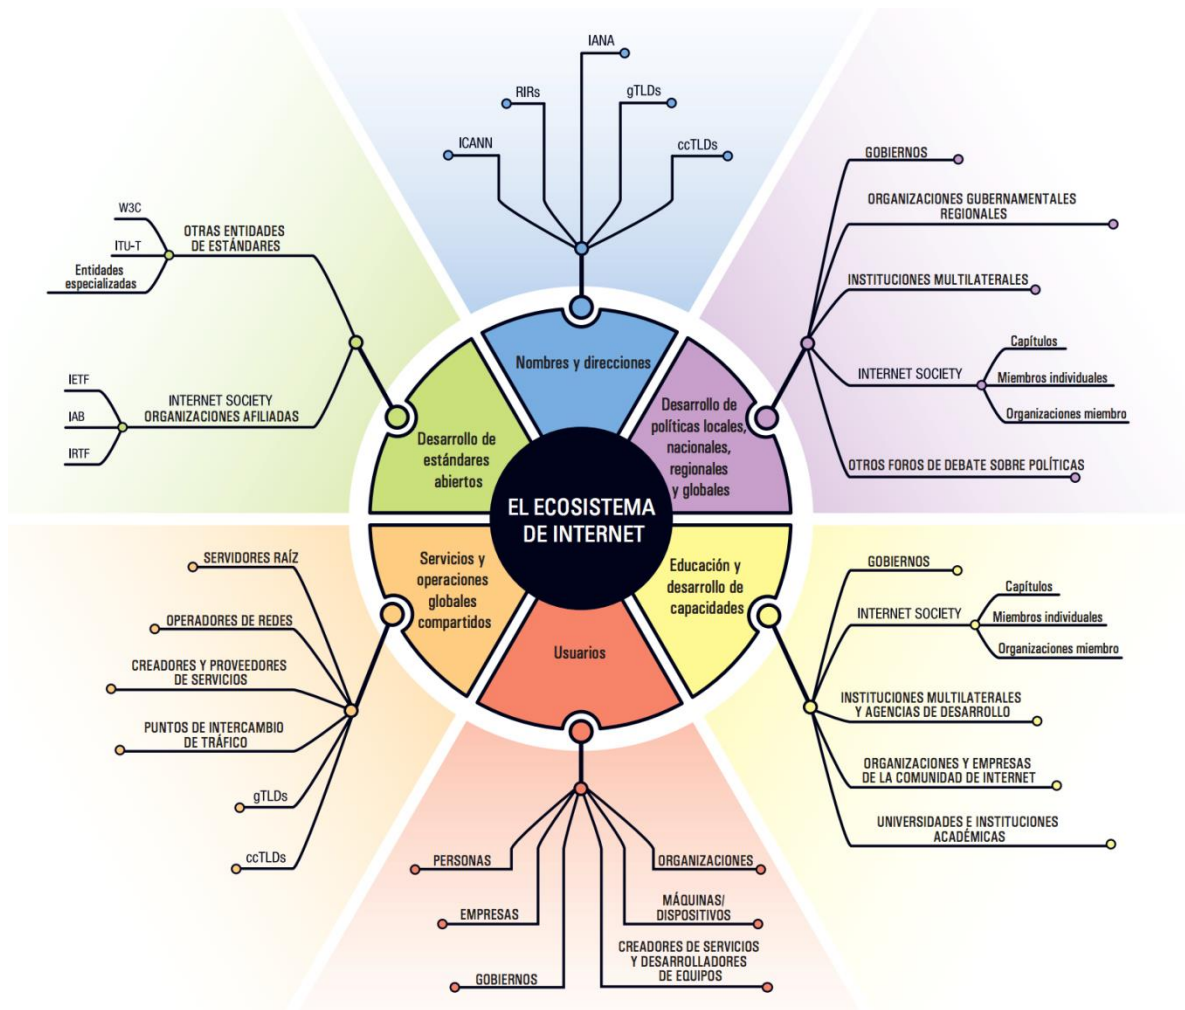 EL ECOSISTEMA
DE INTERNET
Nombres y direcciones
IANA
RIRs
gTLDs
ICANN
ccTLDs
Desarrollo de
políticas locales,
nacionales,
regionales
y globales
GOBIERNOS
ORGANIZACIONES GUBERNAMENTALES
REGIONALES
INSTITUCIONES MULTILATERALES
INTERNET SOCIETY
Capítulos
Miembros individuales
Organizaciones miembro
OTROS FOROS DE DEBATE SOBRE POLÍTICAS
Educación y
desarrollo de
capacidades
GOBIERNOS
INTERNET SOCIETY
Capítulos
Miembros individuales
Organizaciones miembro
INSTITUCIONES MULTILATERALES
Y AGENCIAS DE DESARROLLO
ORGANIZACIONES Y EMPRESAS
DE LA COMUNIDAD DE INTERNET
UNIVERSIDADES E INSTITUCIONES
ACADÉMICAS
Usuarios
PERSONAS
EMPRESAS
GOBIERNOS
ORGANIZACIONES
MÁQUINAS/
DISPOSITIVOS
CREADORES DE SERVICIOS
Y DESARROLLADORES
DE EQUIPOS
Servicios y
operaciones
globales
compartidos
SERVIDORES RAÍZ
OPERADORES DE REDES
CREADORES Y PROVEEDORES
DE SERVICIOS
PUNTOS DE INTERCAMBIO
DE TRÁFICO
gTLDs
ccTLDs
Desarrollo de
estándares
abiertos
OTRAS ENTIDADES
DE ESTÁNDARES
W3C
ITU-T
Entidades
especializadas
INTERNET SOCIETY
ORGANIZACIONES AFILIADAS
IETF
IAB
IRTF